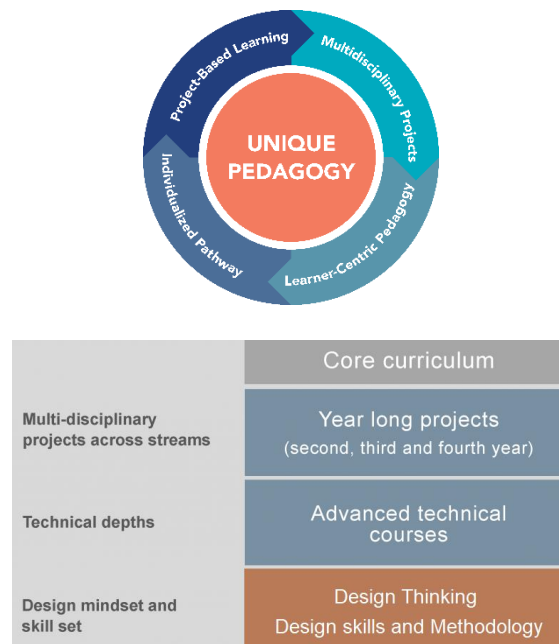 Project-Based Learning
Multidisciplinary Projects
UNIQUE
PEDAGOGY
Individualized Pathway
Learner-Centric Pedagogy
Core curriculum
Multi-disciplinary
projects across streams
Year long projects
(second, third and fourth year)
Technical depths
Advanced technical
courses
Design mindset and
skill set
Design Thinking
Design skills and Methodology